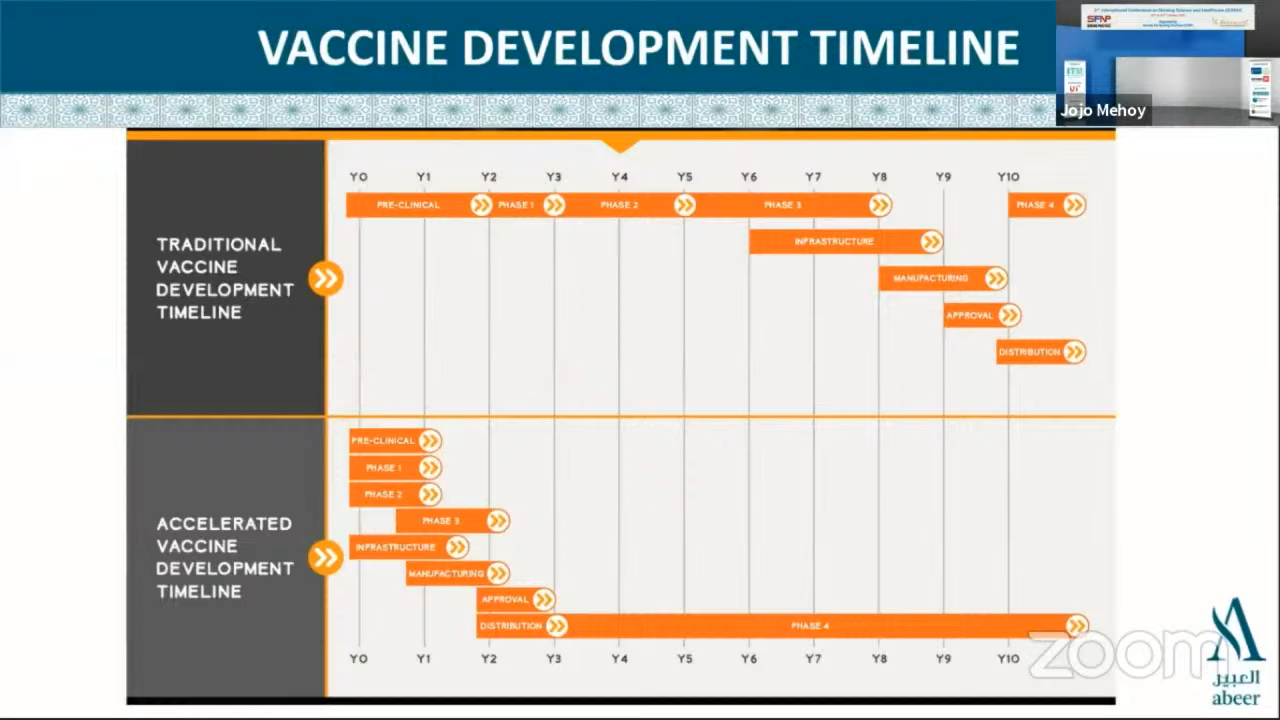 VACCINE DEVELOPMENT TIMELINE
SFNP
ITM
UT
Jojo Mehoy
Y0 Y1 Y2 Y3 Y4 Y5 Y6 Y7 Y8 Y9 Y10
PRE-CLINICAL PHASE 1 PHASE 2 PHASE 3 PHASE 4
INFRASTRUCTURE
MANUFACTURING
APPROVAL
DISTRIBUTION
TRADITIONAL
VACCINE
DEVELOPMENT
TIMELINE
PRE-CLINICAL
PHASE 1
PHASE 2
PHASE 3
INFRASTRUCTURE
MANUFACTURING
APPROVAL
DISTRIBUTION PHASE 4
ACCELERATED
VACCINE
DEVELOPMENT
TIMELINE
Y0 Y1 Y2 Y3 Y4 Y5 Y6 Y7 Y8 Y9 Y10
zoom
العبير
abeer